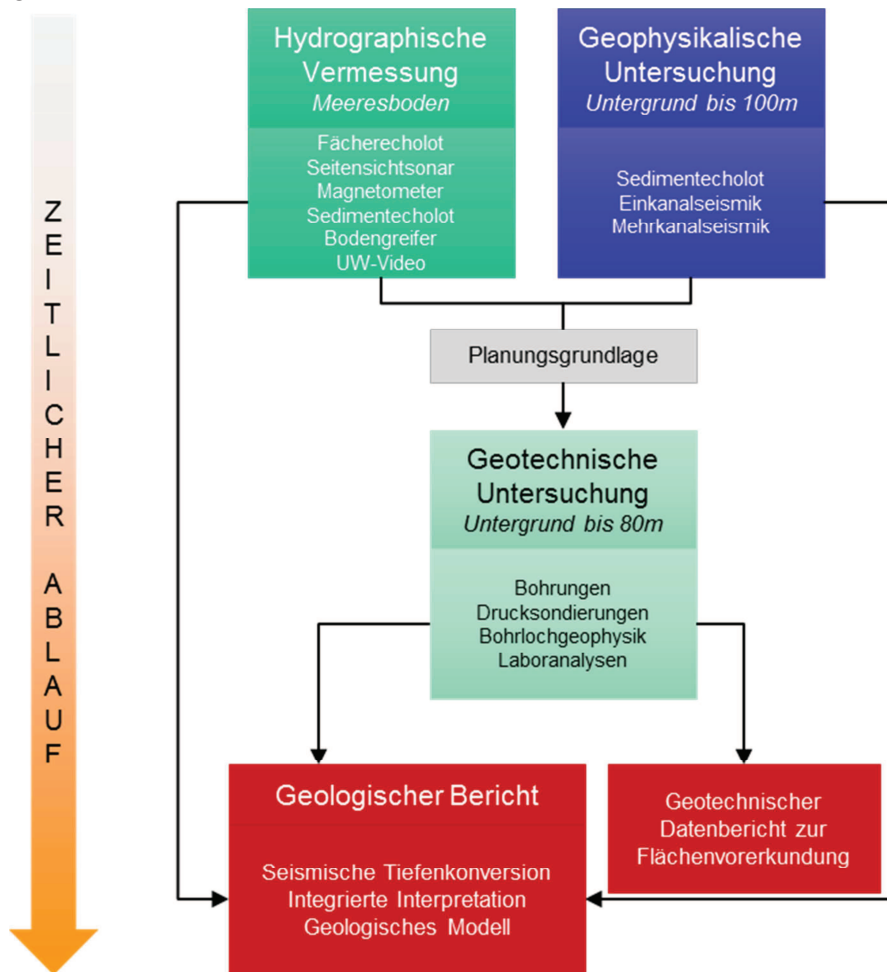 ZEITLICHER ABLAUF
Hydrographische
Vermessung
Meeresboden
Fächerecholot
Seitensichtsonar
Magnetometer
Sedimentecholot
Bodengreifer
UW-Video
Geophysikalische
Untersuchung
Untergrund bis 100m
Sedimentecholot
Einkanalseismik
Mehrkanalseismik
Planungsgrundlage
Geotechnische
Untersuchung
Untergrund bis 80m
Bohrungen
Drucksondierungen
Bohrlochgeophysik
Laboranalysen
Geologischer Bericht
Seismische Tiefenkonversion
Integrierte Interpretation
Geologisches Modell
Geotechnischer
Datenbericht zur
Flächenvorerkundung